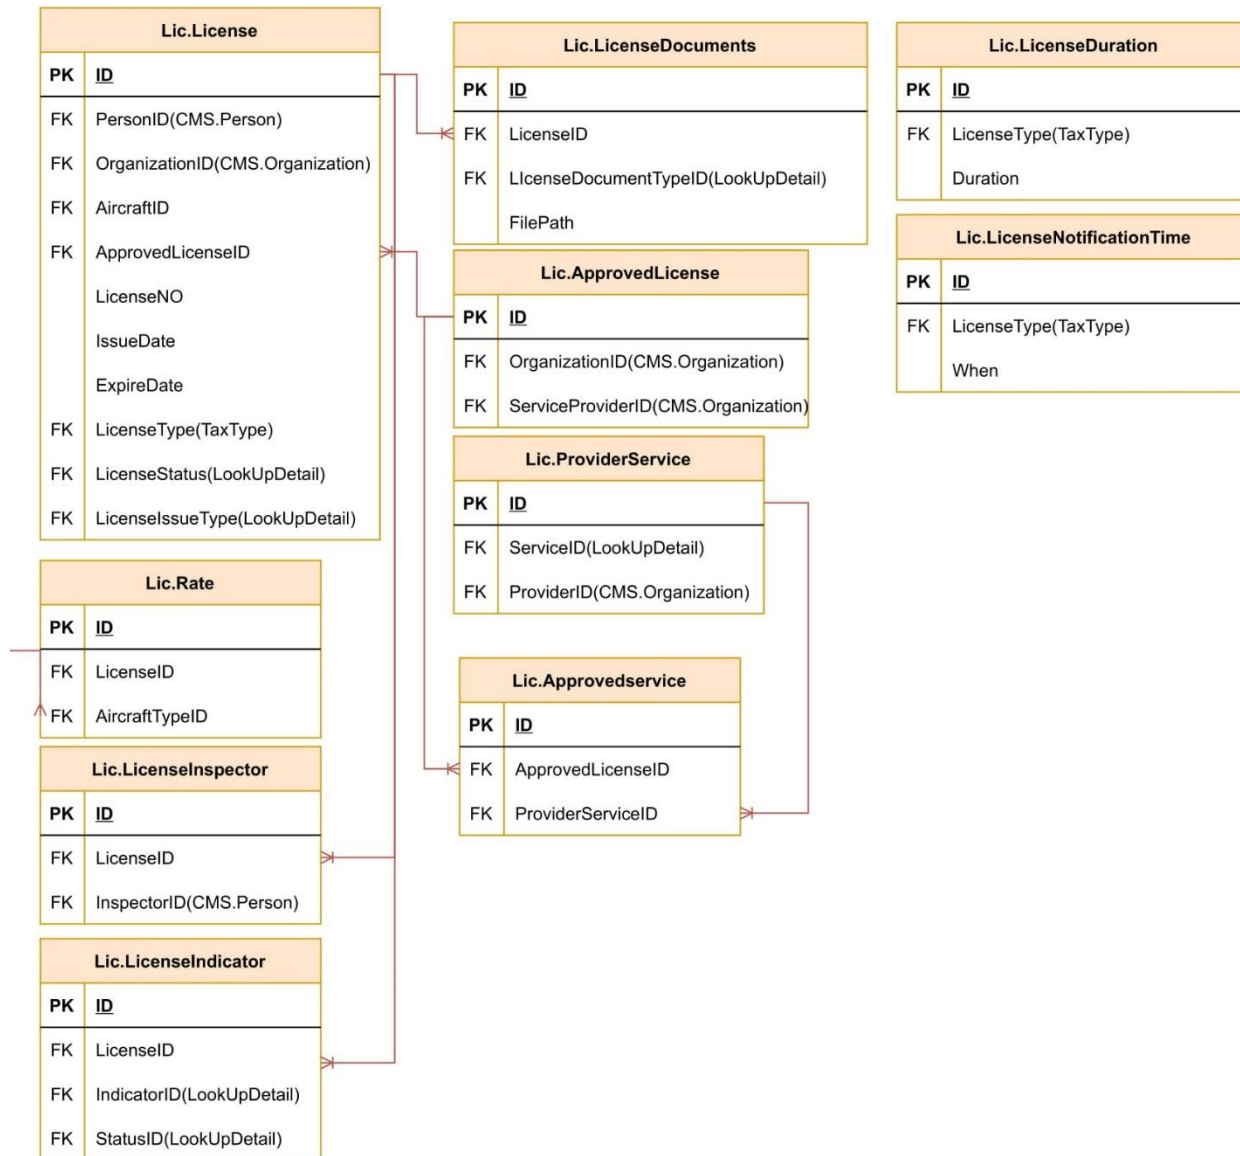 Lic.License
PK ID
FK PersonID(CMS.Person)
FK OrganizationID(CMS.Organization)
FK AircraftID
FK ApprovedLicenseID
LicenseNO
IssueDate
ExpireDate
FK LicenseType(TaxType)
FK LicenseStatus(LookUpDetail)
FK LicenseIssueType(LookUpDetail)
Lic.Rate
PK ID
FK LicenseID
FK AircraftTypeID
Lic.LicenseInspector
PK ID
FK LicenseID
FK InspectorID(CMS.Person)
Lic.LicenseIndicator
PK ID
FK LicenseID
FK IndicatorID(LookUpDetail)
FK StatusID(LookUpDetail)
Lic.LicenseDocuments
PK ID
FK LicenseID
FK LIcenseDocumentTypeID(LookUpDetail)
FilePath
Lic.ApprovedLicense
PK ID
FK OrganizationID(CMS.Organization)
FK ServiceProviderID(CMS.Organization)
Lic.ProviderService
PK ID
FK ServiceID(LookUpDetail)
FK ProviderID(CMS.Organization)
Lic.Approvedservice
PK ID
FK ApprovedLicenseID
FK ProviderServiceID
Lic.LicenseDuration
PK ID
FK LicenseType(TaxType)
Duration
Lic.LicenseNotificationTime
PK ID
FK LicenseType(TaxType)
When